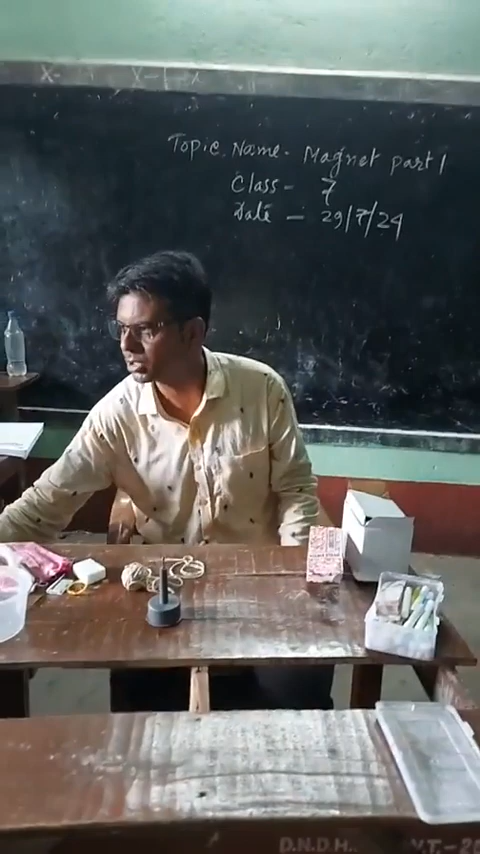 Topic Name - Magnet part 1
Class - 7
Date - 29/7/24
D.N.D.H.